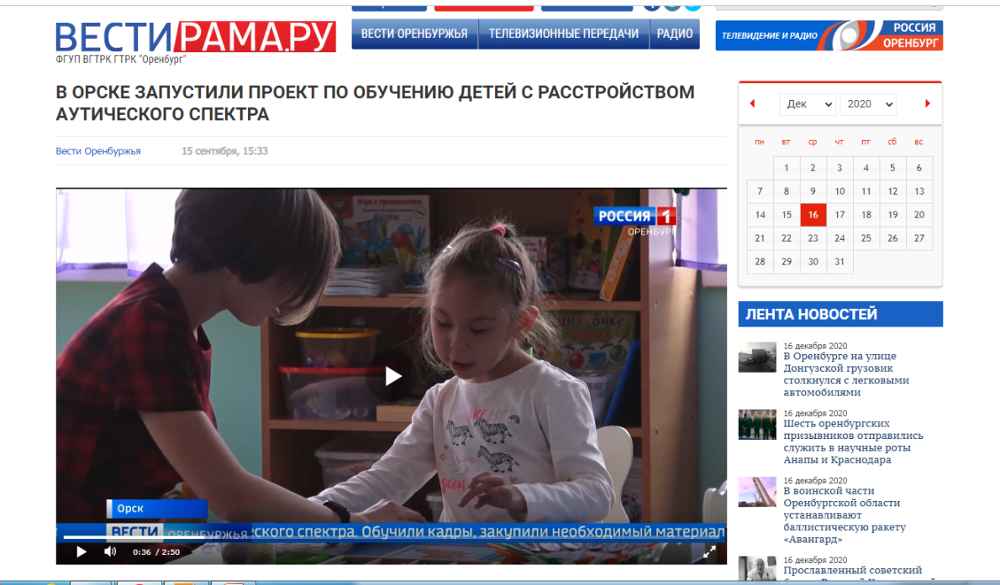 ВЕСТИ/РАМА.РУ
ФГУП ВГТРК ГТРК "Оренбург"
ВЕСТИ ОРЕНБУРЖЬЯ
ТЕЛЕВИЗИОННЫЕ ПЕРЕДАЧИ
РАДИО
ТЕЛЕВИДЕНИЕ И РАДИО
РОССИЯ
ОРЕНБУРГ
В ОРСКЕ ЗАПУСТИЛИ ПРОЕКТ ПО ОБУЧЕНИЮ ДЕТЕЙ С РАССТРОЙСТВОМ
АУТИЧЕСКОГО СПЕКТРА
Вести Оренбуржья 15 сентября, 15:33
РОССИЯ 1
ОРЕНБУРГ
Орск
ВЕСТИ ОРЕНБУРЖЬЯ ского спектра. Обучили кадры, закупили необходимый материал
0:36 / 2:50
Дек 2020
пн вт ср чт пт сб вс
1 2 3 4 5 6
7 8 9 10 11 12 13
14 15 16 17 18 19 20
21 22 23 24 25 26 27
28 29 30 31
ЛЕНТА НОВОСТЕЙ
16 декабря 2020
В Оренбурге на улице
Донгузской грузовик
столкнулся с легковыми
автомобилями
16 декабря 2020
Шесть оренбургских
призывников отправились
служить в научные роты
Анапы и Краснодара
16 декабря 2020
В воинской части
Оренбургской области
устанавливают
баллистическую ракету
«Авангард»
16 декабря 2020
Прославленный советский